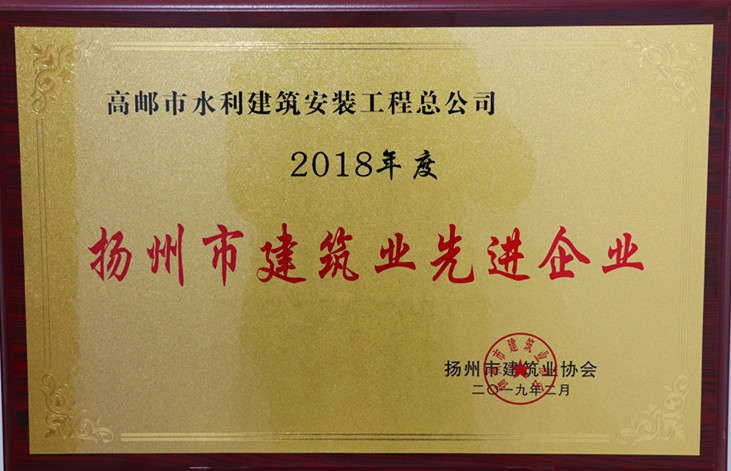 高邮市水利建筑安装工程总公司
2018年度
扬州市建筑业先进企业
扬州市建筑业协会
二〇一九年二月